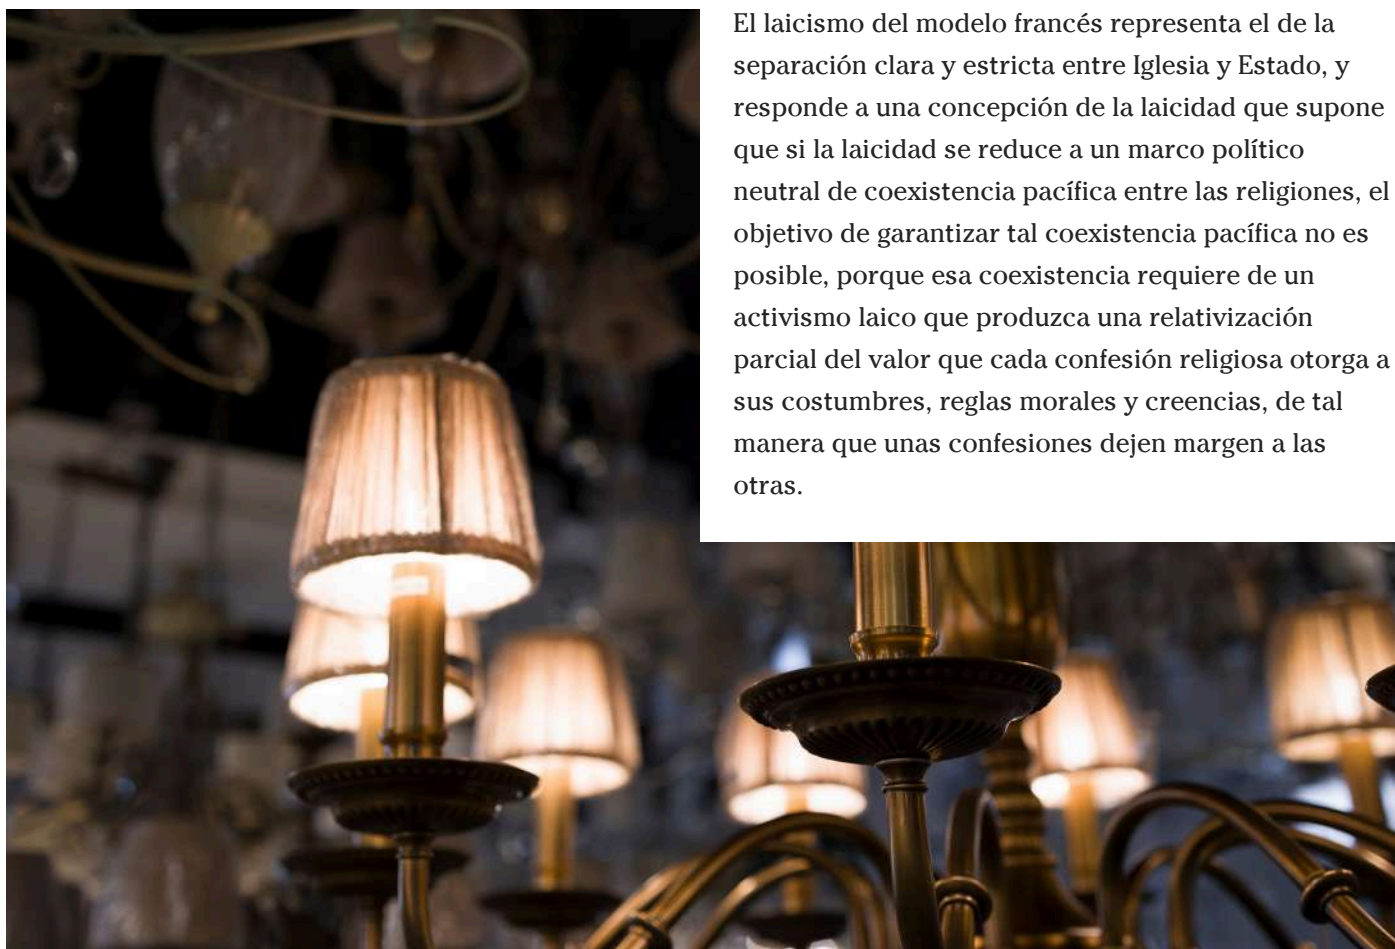 El laicismo del modelo francés representa el de la
separación clara y estricta entre Iglesia y Estado, y
responde a una concepción de la laicidad que supone
que si la laicidad se reduce a un marco político
neutral de coexistencia pacífica entre las religiones, el
objetivo de garantizar tal coexistencia pacífica no es
posible, porque esa coexistencia requiere de un
activismo laico que produzca una relativización
parcial del valor que cada confesión religiosa otorga a
sus costumbres, reglas morales y creencias, de tal
manera que unas confesiones dejen margen a las
otras.